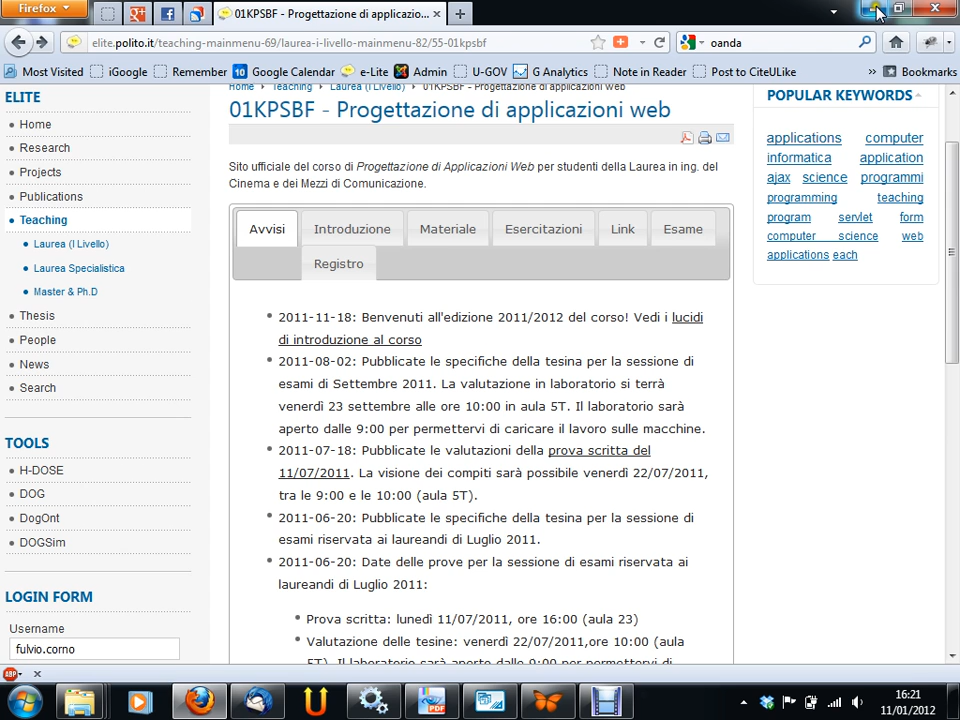 Firefox
01KPSBF - Progettazione di applicazio...
elite.polito.it/teaching-mainmenu-69/laurea-i-livello-mainmenu-82/55-01kpsbf
oanda
Most Visited iGoogle Remember 10 Google Calendar e-Lite Admin U-GOV G Analytics Note in Reader Post to CiteULike » Bookmarks
ELITE
Home
Research
Projects
Publications
Teaching
Laurea (I Livello)
Laurea Specialistica
Master & Ph.D
Thesis
People
News
Search
TOOLS
H-DOSE
DOG
DogOnt
DOGSim
LOGIN FORM
Username
fulvio.corno
Home Teaching Laurea (I Livello) 01KPSBF - Progettazione di applicazioni web
01KPSBF - Progettazione di applicazioni web
Sito ufficiale del corso di Progettazione di Applicazioni Web per studenti della Laurea in ing. del
Cinema e dei Mezzi di Comunicazione.
Avvisi Introduzione Materiale Esercitazioni Link Esame
Registro
2011-11-18: Benvenuti all'edizione 2011/2012 del corso! Vedi i lucidi
di introduzione al corso
2011-08-02: Pubblicate le specifiche della tesina per la sessione di
esami di Settembre 2011. La valutazione in laboratorio si terrà
venerdì 23 settembre alle ore 10:00 in aula 5T. Il laboratorio sarà
aperto dalle 9:00 per permettervi di caricare il lavoro sulle macchine.
2011-07-18: Pubblicate le valutazioni della prova scritta del
11/07/2011. La visione dei compiti sarà possibile venerdì 22/07/2011,
tra le 9:00 e le 10:00 (aula 5T).
2011-06-20: Pubblicate le specifiche della tesina per la sessione di
esami riservata ai laureandi di Luglio 2011.
2011-06-20: Date delle prove per la sessione di esami riservata ai
laureandi di Luglio 2011:
Prova scritta: lunedì 11/07/2011, ore 16:00 (aula 23)
Valutazione delle tesine: venerdì 22/07/2011,ore 10:00 (aula
5T). Il laboratorio sarà aperto dalle 9:00 per permettervi di
POPULAR KEYWORDS
applications computer
informatica application
ajax science programmi
programming teaching
program servlet form
computer science web
applications each
ABP
PDF
16:21
11/01/2012